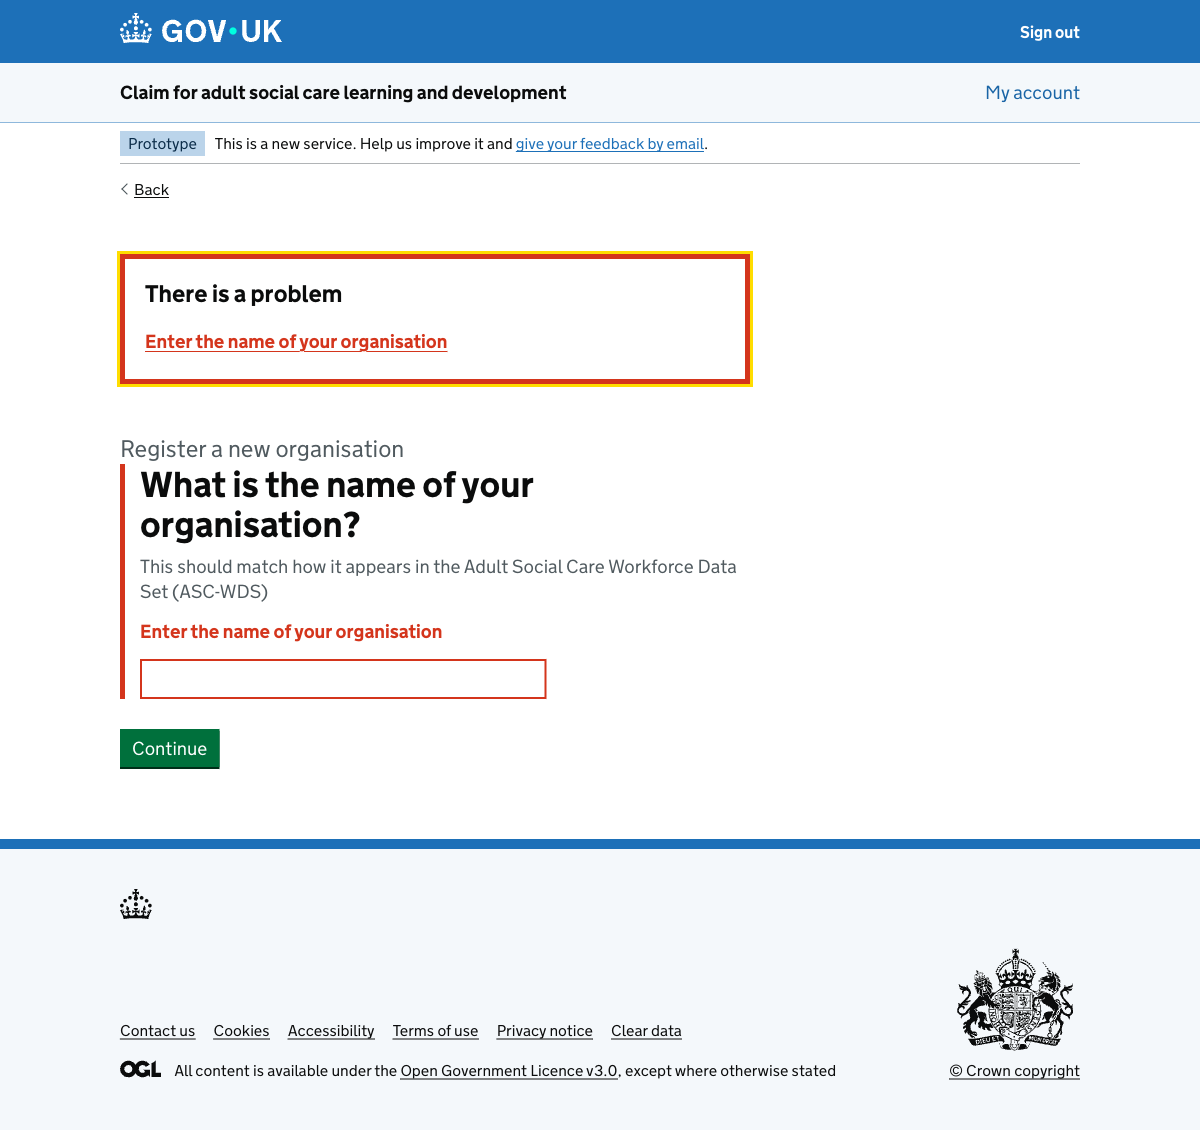 GOV·UK
Sign out
Claim for adult social care learning and development
My account
Prototype
This is a new service. Help us improve it and give your feedback by email.
Back
There is a problem
Enter the name of your organisation
Register a new organisation
What is the name of your
organisation?
This should match how it appears in the Adult Social Care Workforce Data
Set (ASC-WDS)
Enter the name of your organisation
Continue
Contact us
Cookies
Accessibility
Terms of use
Privacy notice
Clear data
OGL
All content is available under the Open Government Licence v3.0, except where otherwise stated
© Crown copyright